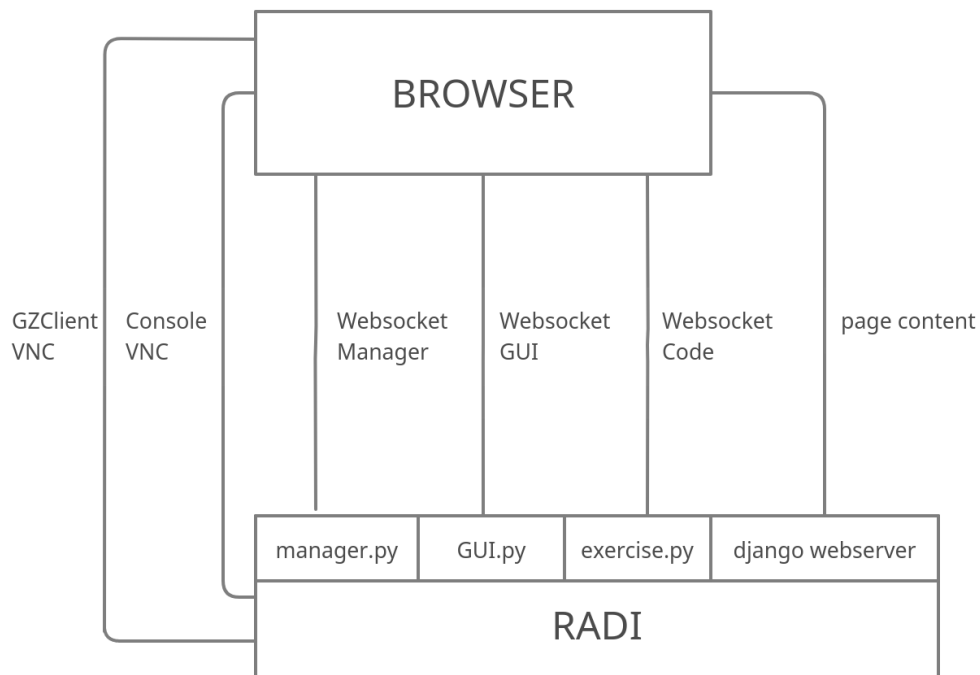 BROWSER
GZClient
VNC
Console
VNC
Websocket
Manager
Websocket
GUI
Websocket
Code
page content
manager.py
GUI.py
exercise.py
django webserver
RADI